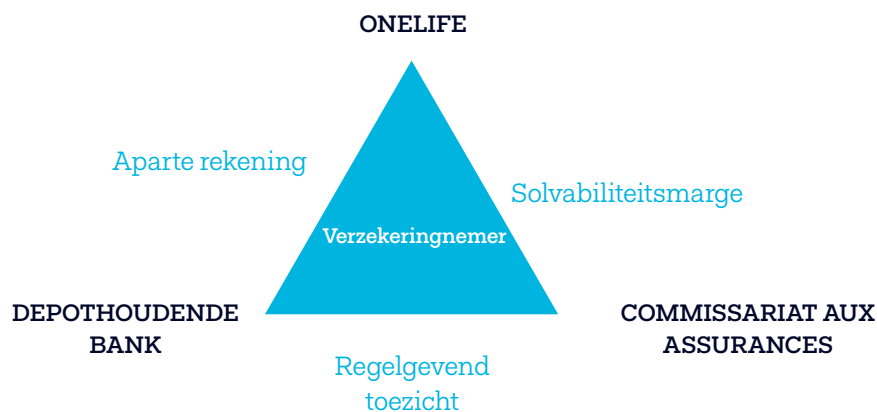 ONELIFE
Aparte rekening
Solvabiliteitsmarge
Verzekeringnemer
DEPOTHOUDENDE
BANK
COMMISSARIAT AUX
ASSURANCES
Regelgevend
toezicht